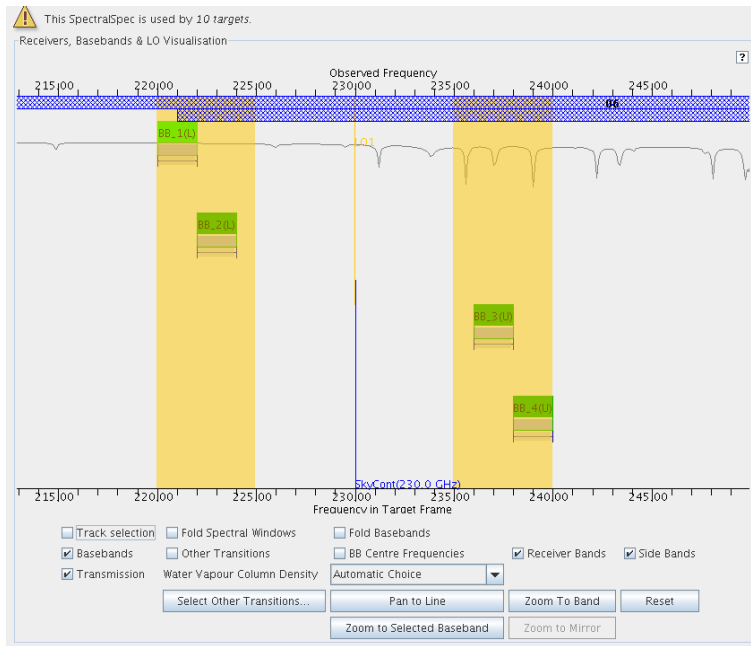 This SpectralSpec is used by 10 targets.
Receivers, Basebands & LO Visualisation
?
Observed Frequency
215.00 220.00 225.00 230.00 235.00 240.00 245.00
06
BB_1(L)
LO1
BB_2(L)
BB_3(U)
BB_4(U)
SkyCont(230.0 GHz)
215.00 220.00 225.00 230.00 235.00 240.00 245.00
Frequency in Target Frame
Track selection Fold Spectral Windows Fold Basebands
Basebands Other Transitions BB Centre Frequencies Receiver Bands Side Bands
Transmission Water Vapour Column Density Automatic Choice
Select Other Transitions... Pan to Line Zoom To Band Reset
Zoom to Selected Baseband Zoom to Mirror